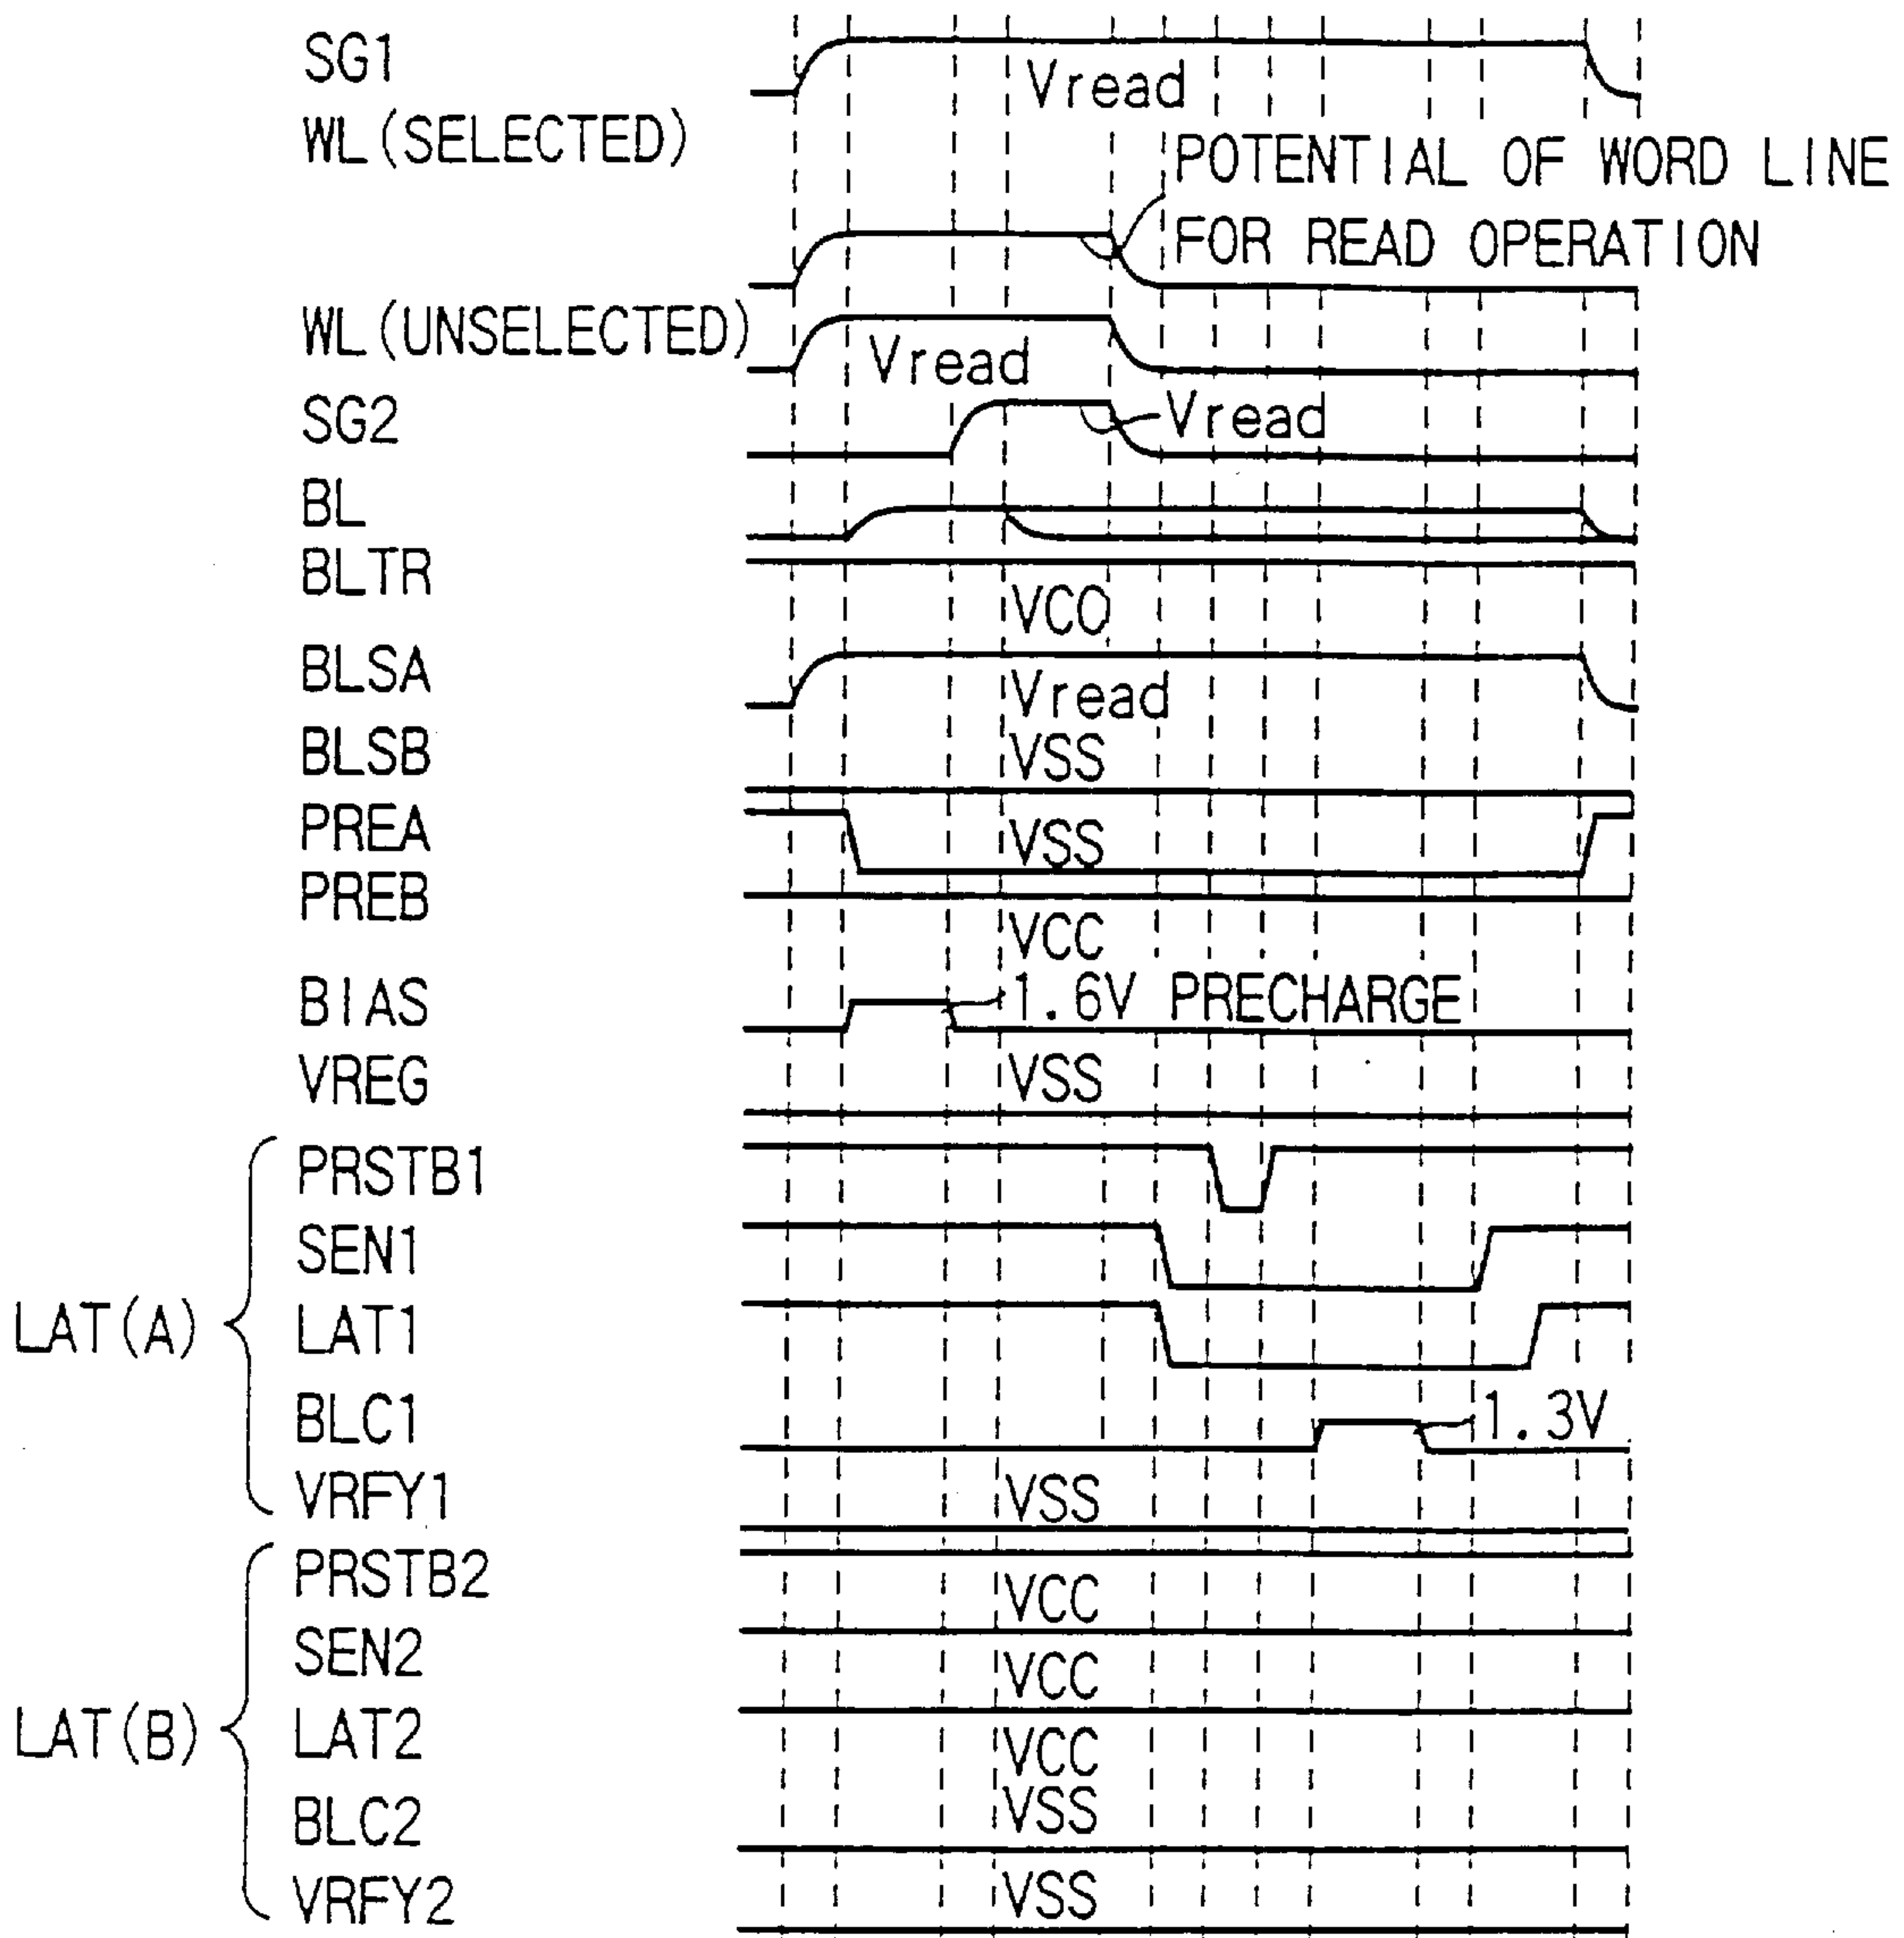 SG1
Vread
WL(SELECTED)
POTENTIAL OF WORD LINE
FOR READ OPERATION
WL(UNSELECTED)
Vread
SG2
Vread
BL
BLTR
VCO
BLSA
Vread
BLSB
VSS
PREA
VSS
PREB
VCC
BIAS
1.6V PRECHARGE
VREG
VSS
LAT(A)
PRSTB1
SEN1
LAT1
BLC1
1.3V
VRFY1
VSS
LAT(B)
PRSTB2
VCC
SEN2
VCC
LAT2
VCC
BLC2
VSS
VRFY2
VSS